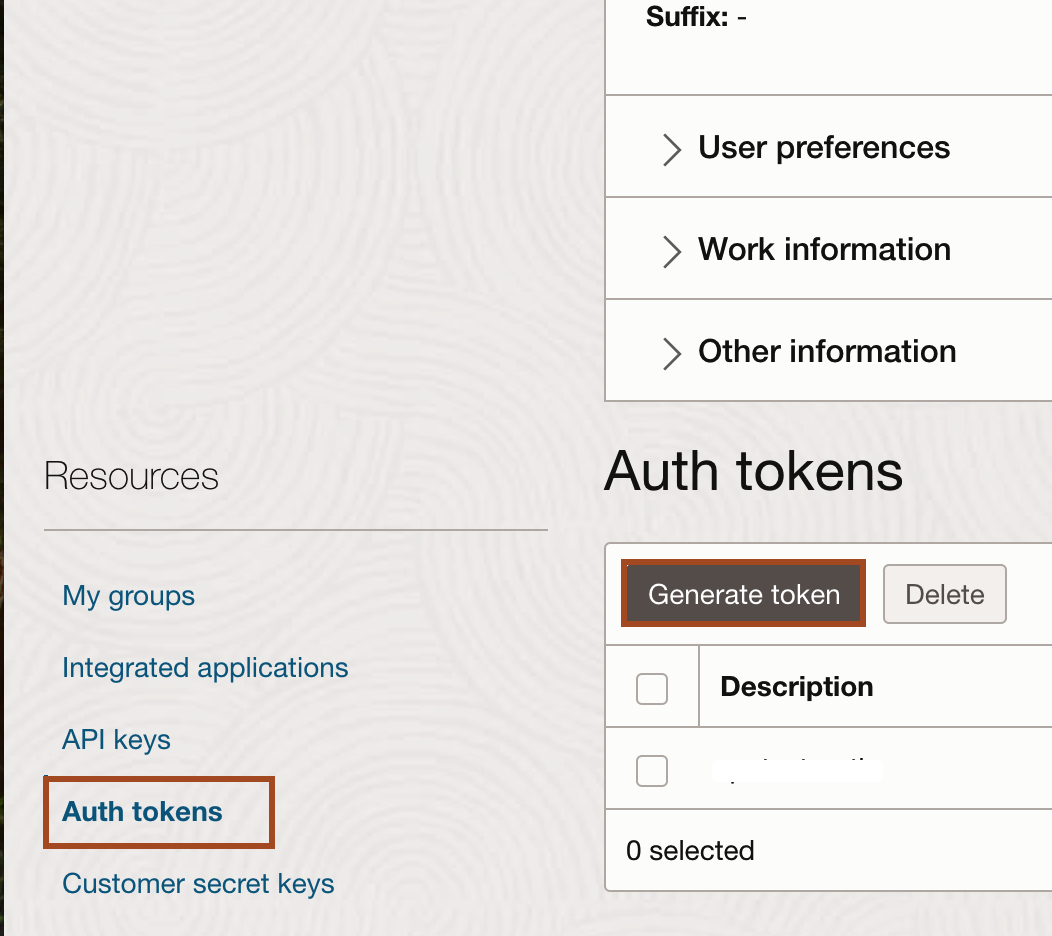 Suffix: -
User preferences
Work information
Other information
Resources
My groups
Integrated applications
API keys
Auth tokens
Customer secret keys
Auth tokens
Generate token
Delete
Description
0 selected